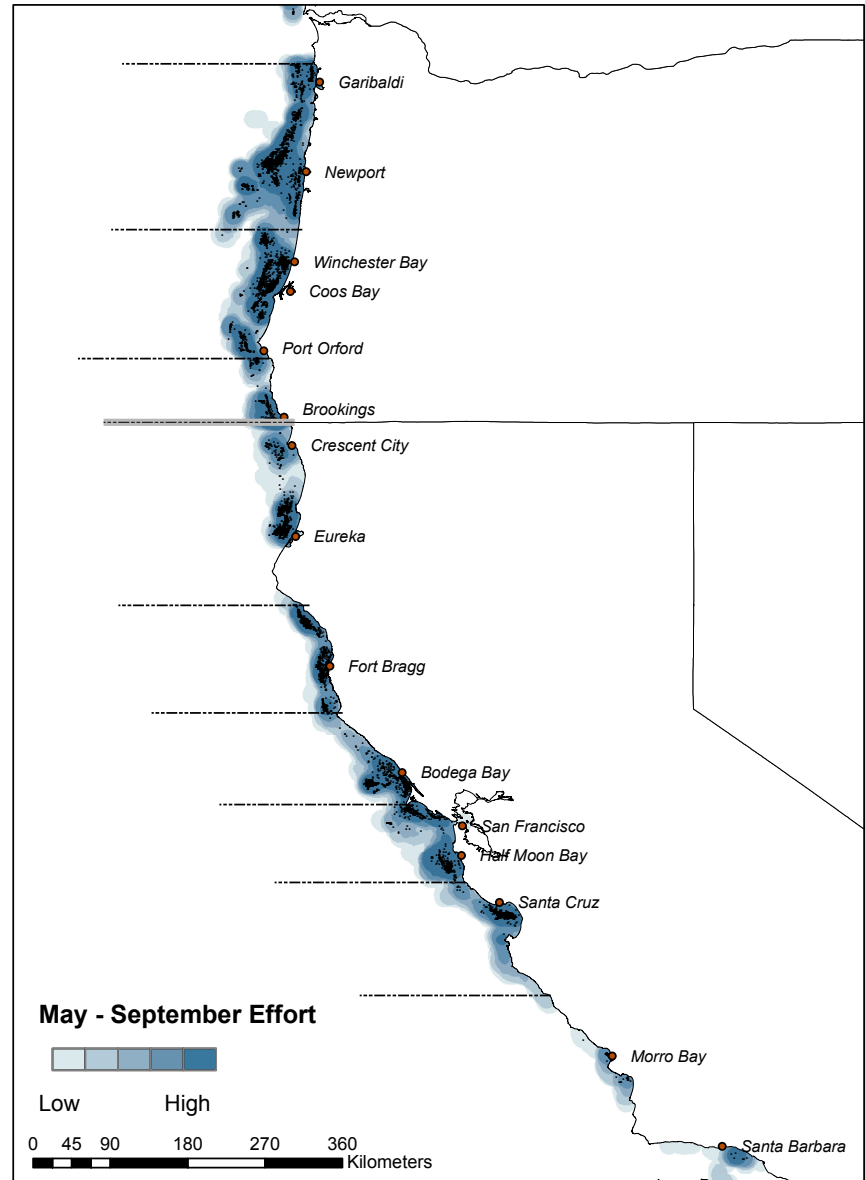 Garibaldi
Newport
Winchester Bay
Coos Bay
Port Orford
Brookings
Crescent City
Eureka
Fort Bragg
Bodega Bay
San Francisco
Half Moon Bay
Santa Cruz
May - September Effort
Low High
Morro Bay
0 45 90 180 270 360
Kilometers
Santa Barbara